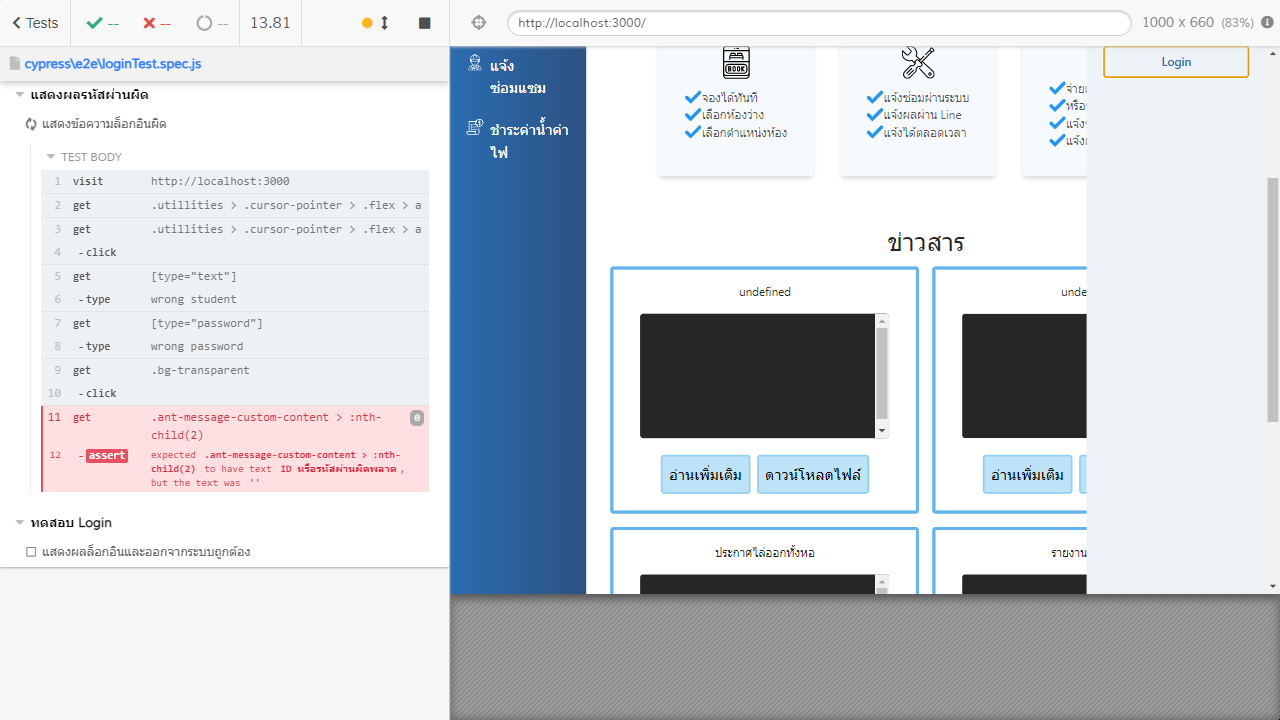 Tests
--
--
--
13.81
http://localhost:3000/
1000 x 660 (83%)
cypress\e2e\loginTest.spec.js
แสดงผลรหัสผ่านผิด
แสดงข้อความล็อกอินผิด
TEST BODY
1 visit http://localhost:3000
2 get .utillities > .cursor-pointer > .flex > a
3 get .utillities > .cursor-pointer > .flex > a
4 - click
5 get [type="text"]
6 - type wrong student
7 get [type="password"]
8 - type wrong password
9 get .bg-transparent
10 - click
11 get .ant-message-custom-content > :nth-
child(2)
0
12 - assert expected .ant-message-custom-content > :nth-
child(2) to have text ID หรือรหัสผ่านผิดพลาด ,
but the text was ''
ทดสอบ Login
แสดงผลล็อกอินและออกจากระบบถูกต้อง
แจ้ง
ซ่อมแซม
ชำระค่าน้ำค่า
ไฟ
BOOK
จองได้ทันที
เลือกห้องว่าง
เลือกตำแหน่งห้อง
แจ้งซ่อมผ่านระบบ
แจ้งผลผ่าน Line
แจ้งได้ตลอดเวลา
Login
ข่าวสาร
undefined
อ่านเพิ่มเติม
ดาวน์โหลดไฟล์
unde
อ่านเพิ่มเติม
ประกาศไล่ออกทั้งหอ
รายงาน